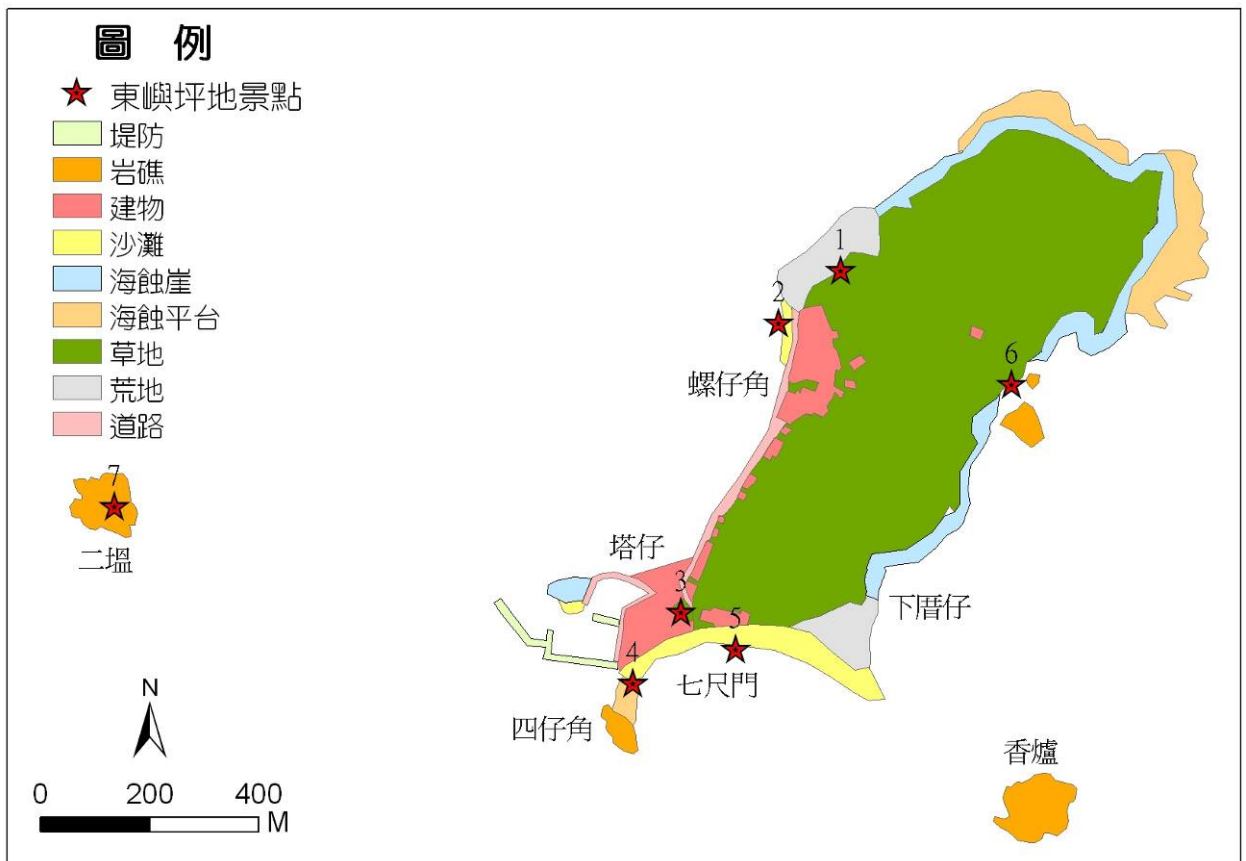 圖 例
東嶼坪地景點
堤防
岩礁
建物
沙灘
海蝕崖
海蝕平台
草地
荒地
道路
1
2
螺仔角
6
7
二塭
塔仔
3
下厝仔
5
4
七尺門
四仔角
香爐
N
0 200 400
M